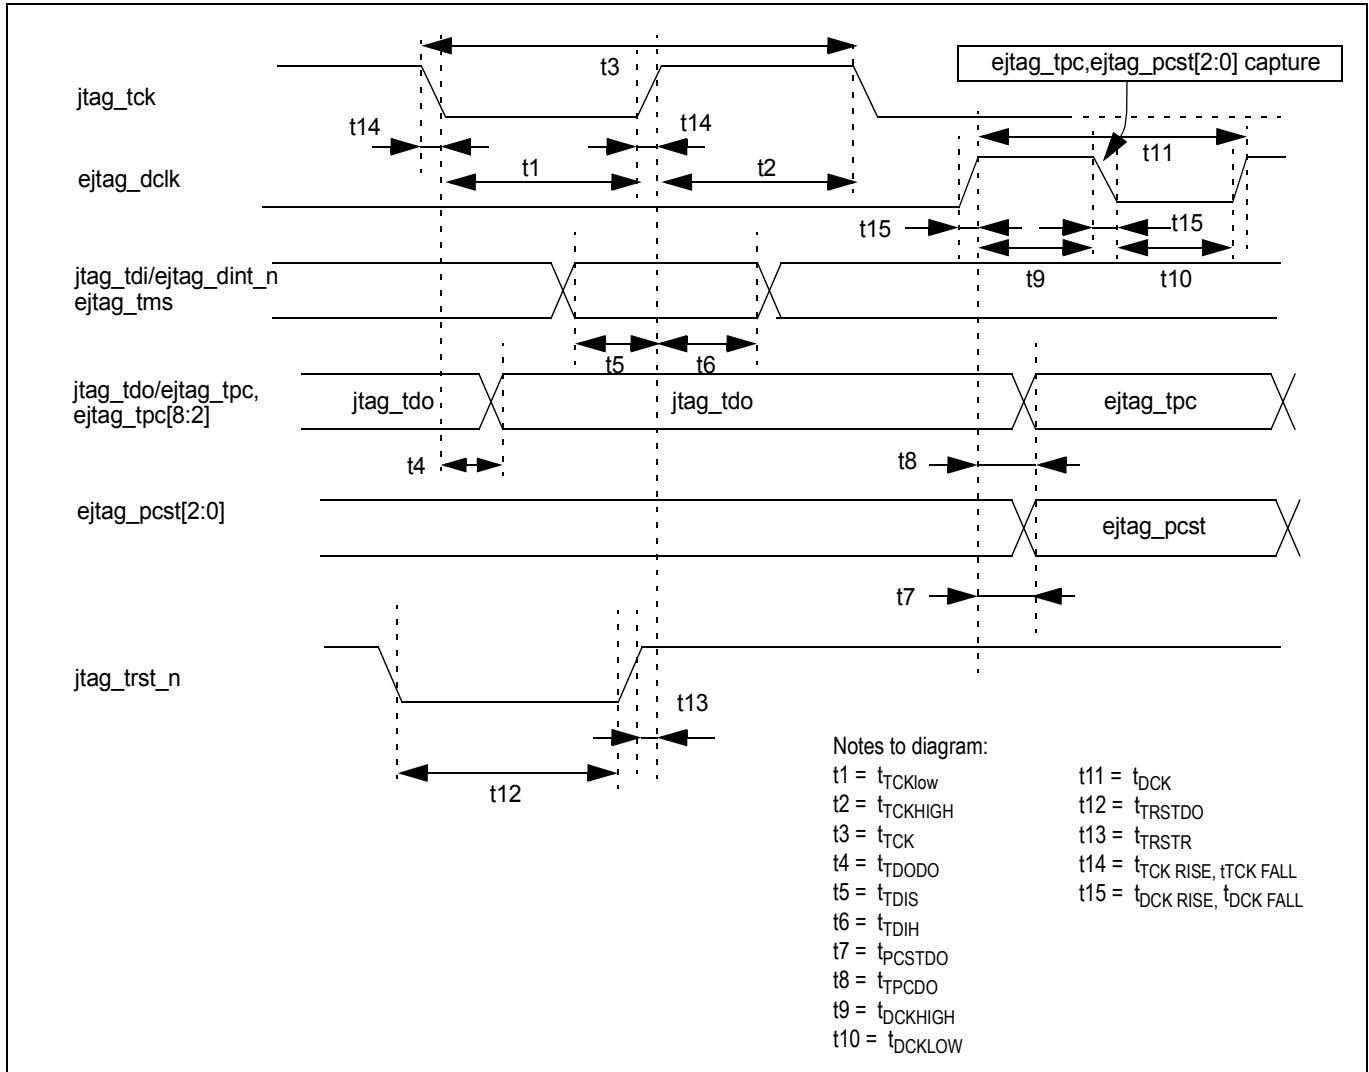 t3
ejtag_tpc,ejtag_pcst[2:0] capture
jtag_tck
t14
t14
t11
ejtag_dclk
t1
t2
t15
t15
jtag_tdi/ejtag_dint_n
ejtag_tms
t9
t10
t5
t6
jtag_tdo/ejtag_tpc,
ejtag_tpc[8:2]
jtag_tdo
jtag_tdo
ejtag_tpc
t4
t8
ejtag_pcst[2:0]
ejtag_pcst
t7
jtag_trst_n
t13
t12
Notes to diagram:
t1 = tTCKlow
t2 = tTCKHIGH
t3 = tTCK
t4 = tTDODO
t5 = tTDIS
t6 = tTDIH
t7 = tPCSTDO
t8 = tTPCDO
t9 = tDCKHIGH
t10 = tDCKLOW
t11 = tDCK
t12 = tTRSTDO
t13 = tTRSTR
t14 = tTCK RISE, tTCK FALL
t15 = tDCK RISE, tDCK FALL